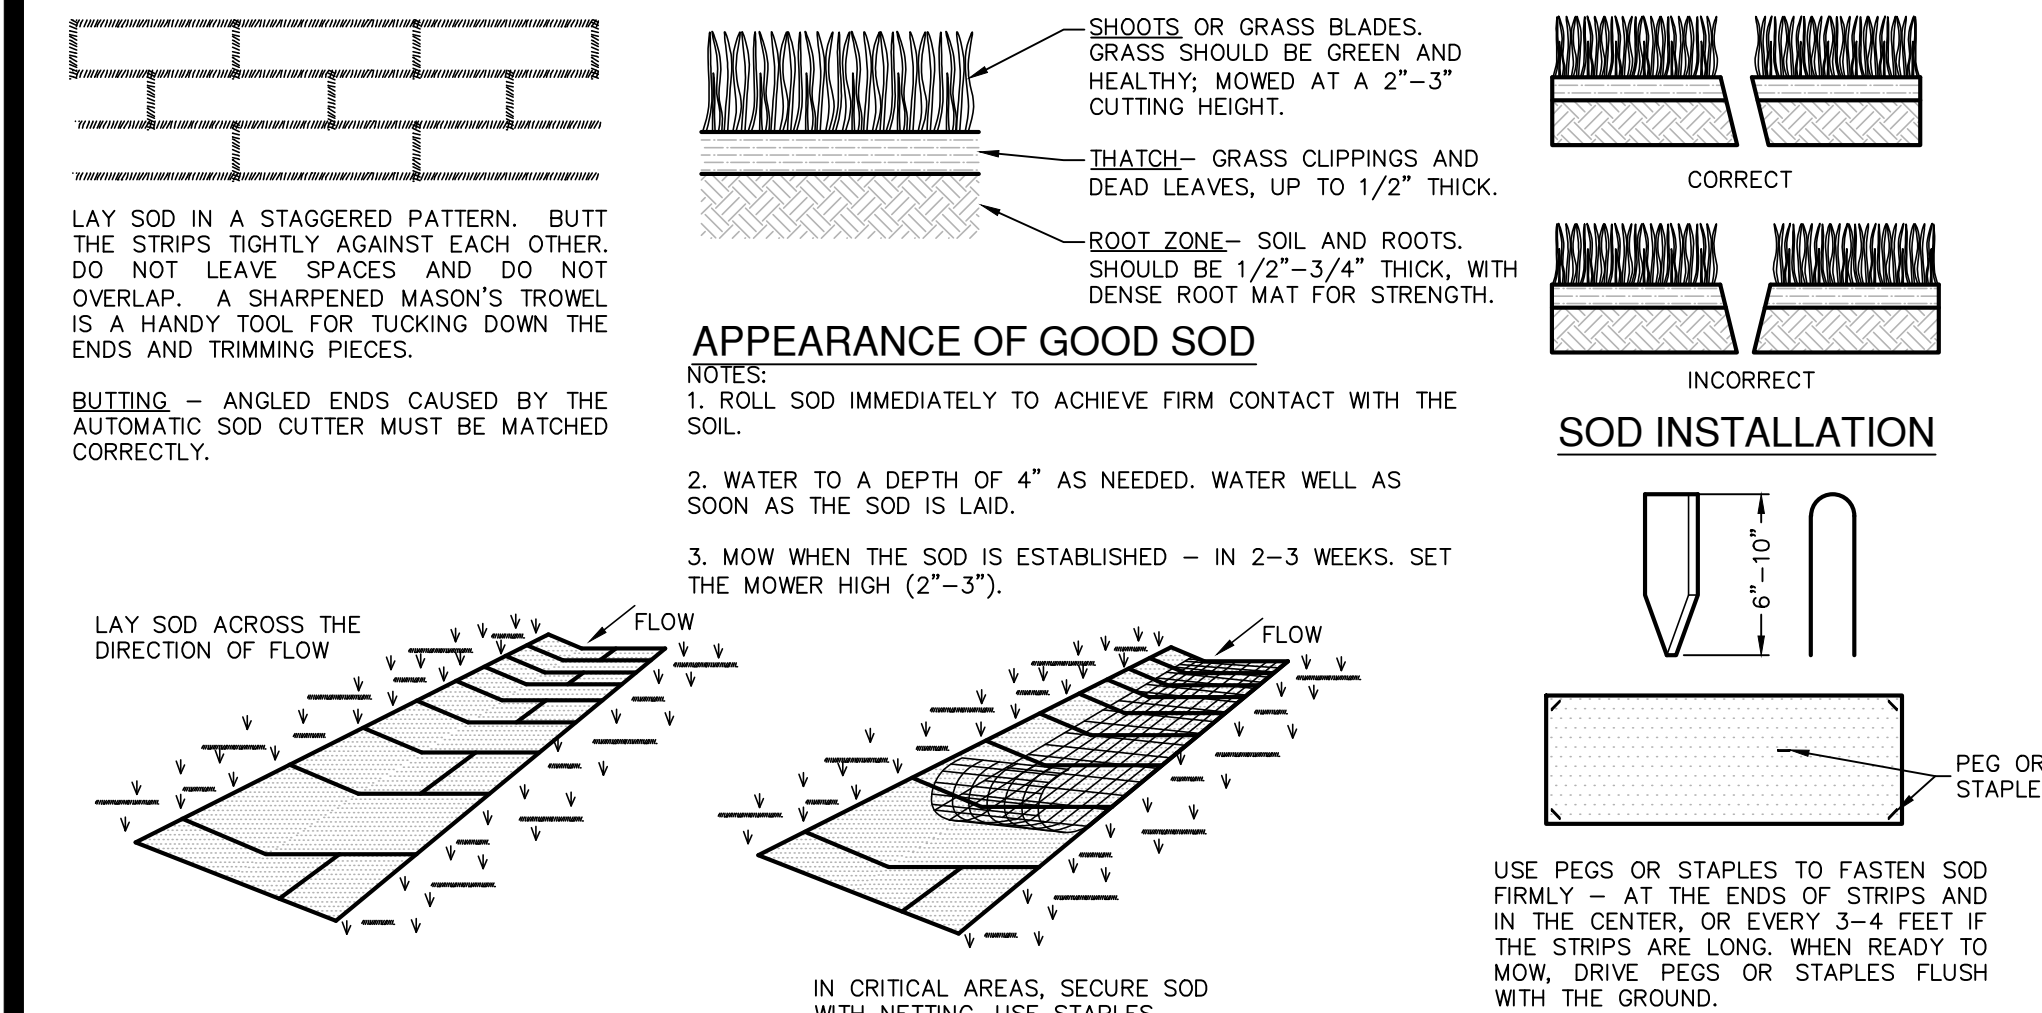 LAY SOD IN A STAGGERED PATTERN. BUTT
THE STRIPS TIGHTLY AGAINST EACH OTHER.
DO NOT LEAVE SPACES AND DO NOT
OVERLAP. A SHARPENED MASON'S TROWEL
IS A HANDY TOOL FOR TUCKING DOWN THE
ENDS AND TRIMMING PIECES.
BUTTING – ANGLED ENDS CAUSED BY THE
AUTOMATIC SOD CUTTER MUST BE MATCHED
CORRECTLY.
SHOOTS OR GRASS BLADES.
GRASS SHOULD BE GREEN AND
HEALTHY; MOWED AT A 2”–3”
CUTTING HEIGHT.
THATCH– GRASS CLIPPINGS AND
DEAD LEAVES, UP TO 1/2” THICK.
ROOT ZONE– SOIL AND ROOTS.
SHOULD BE 1/2”–3/4” THICK, WITH
DENSE ROOT MAT FOR STRENGTH.
APPEARANCE OF GOOD SOD
NOTES:
1. ROLL SOD IMMEDIATELY TO ACHIEVE FIRM CONTACT WITH THE
SOIL.
2. WATER TO A DEPTH OF 4” AS NEEDED. WATER WELL AS
SOON AS THE SOD IS LAID.
3. MOW WHEN THE SOD IS ESTABLISHED – IN 2–3 WEEKS. SET
THE MOWER HIGH (2”–3”).
CORRECT
INCORRECT
SOD INSTALLATION
6”–10”
PEG OR
STAPLE
USE PEGS OR STAPLES TO FASTEN SOD
FIRMLY – AT THE ENDS OF STRIPS AND
IN THE CENTER, OR EVERY 3–4 FEET IF
THE STRIPS ARE LONG. WHEN READY TO
MOW, DRIVE PEGS OR STAPLES FLUSH
WITH THE GROUND.
LAY SOD ACROSS THE
DIRECTION OF FLOW
FLOW
FLOW
IN CRITICAL AREAS, SECURE SOD
WITH NETTING. USE STAPLES